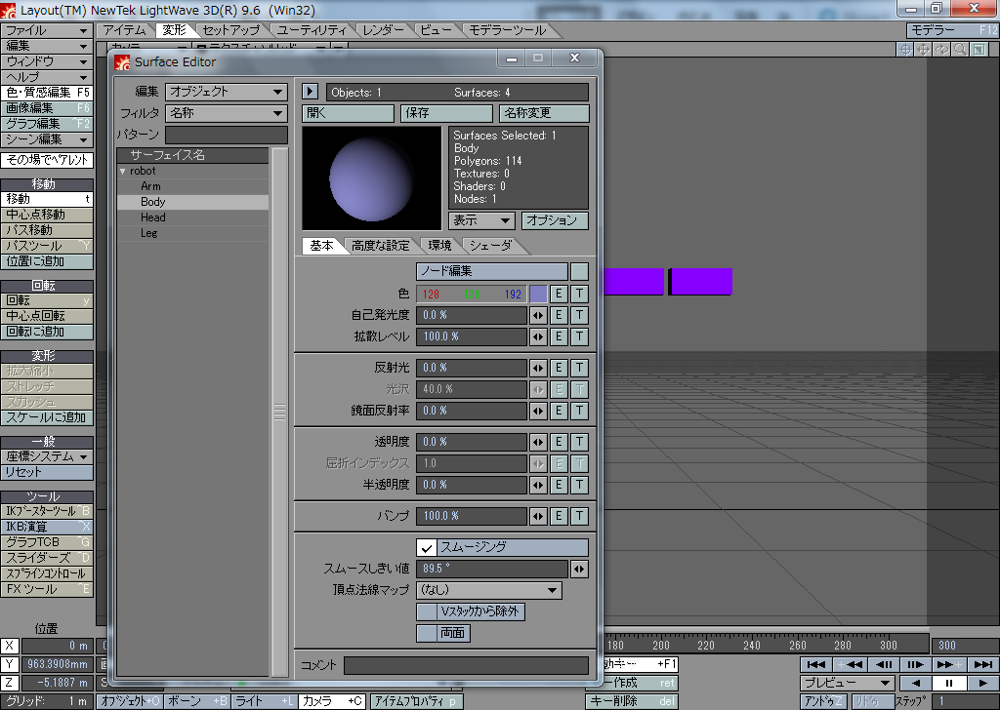 Layout(TM) NewTek LightWave 3D(R) 9.6 (Win32)
ファイル
編集
ウィンドウ
ヘルプ
色・質感編集 F5
画像編集 F6
グラフ編集 ^F2
シーン編集
その場でペアレント
移動
移動 t
中心点移動
パス移動
パスツール ^Y
位置に追加
回転
回転 y
中心点回転
回転に追加
変形
拡大縮小
ストレッチ
スカッシュ
スケールに追加
一般
座標システム
リセット
ツール
IKブースターツール ^B
IKB演算 ^X
グラフTCB ^G
スライダーズ ^D
スプラインコントロール
FXツール ^E
位置
X 0 m
Y 963.3908mm
Z -5.1887 m
グリッド: 1 m
アイテム 変形 セットアップ ユーティリティ レンダー ビュー モデラーツール
モデラー F12
Surface Editor
編集 オブジェクト
フィルタ 名称
パターン
サーフェイス名
robot
Arm
Body
Head
Leg
Objects: 1 Surfaces: 4
開く 保存 名称変更
Surfaces Selected: 1
Body
Polygons: 114
Textures: 0
Shaders: 0
Nodes: 1
表示 オプション
基本 高度な設定 環境 シェーダ
ノード編集
色 128 128 192 E T
自己発光度 0.0 % E T
拡散レベル 100.0 % E T
反射光 0.0 % E T
光沢 40.0 % E T
鏡面反射率 0.0 % E T
透明度 0.0 % E T
屈折インデックス 1.0 E T
半透明度 0.0 % E T
バンプ 100.0 % E T
スムージング
スムースしきい値 89.5 °
頂点法線マップ (なし)
Vスタックから除外
両面
コメント
180 200 220 240 260 280 300 300
動キー +F1
ー作成 ret
キー削除 del
プレビュー
アンドゥZ リドゥ ステップ
オブジェクト+O ボーン +B ライト +L カメラ +C アイテムプロパティ p